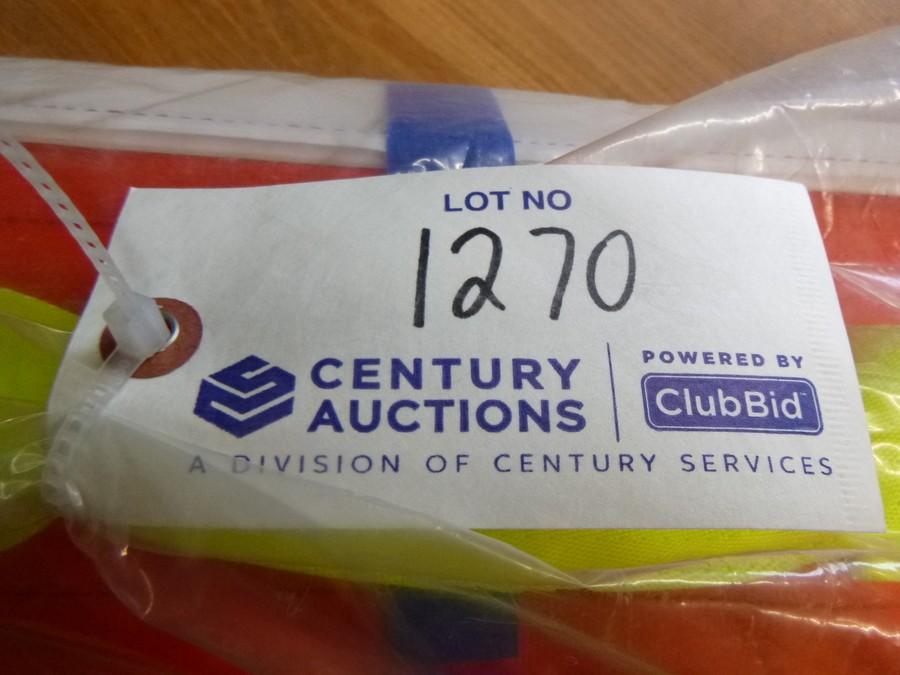 LOT NO
1270
CENTURY
AUCTIONS
POWERED BY
ClubBid
A DIVISION OF CENTURY SERVICES